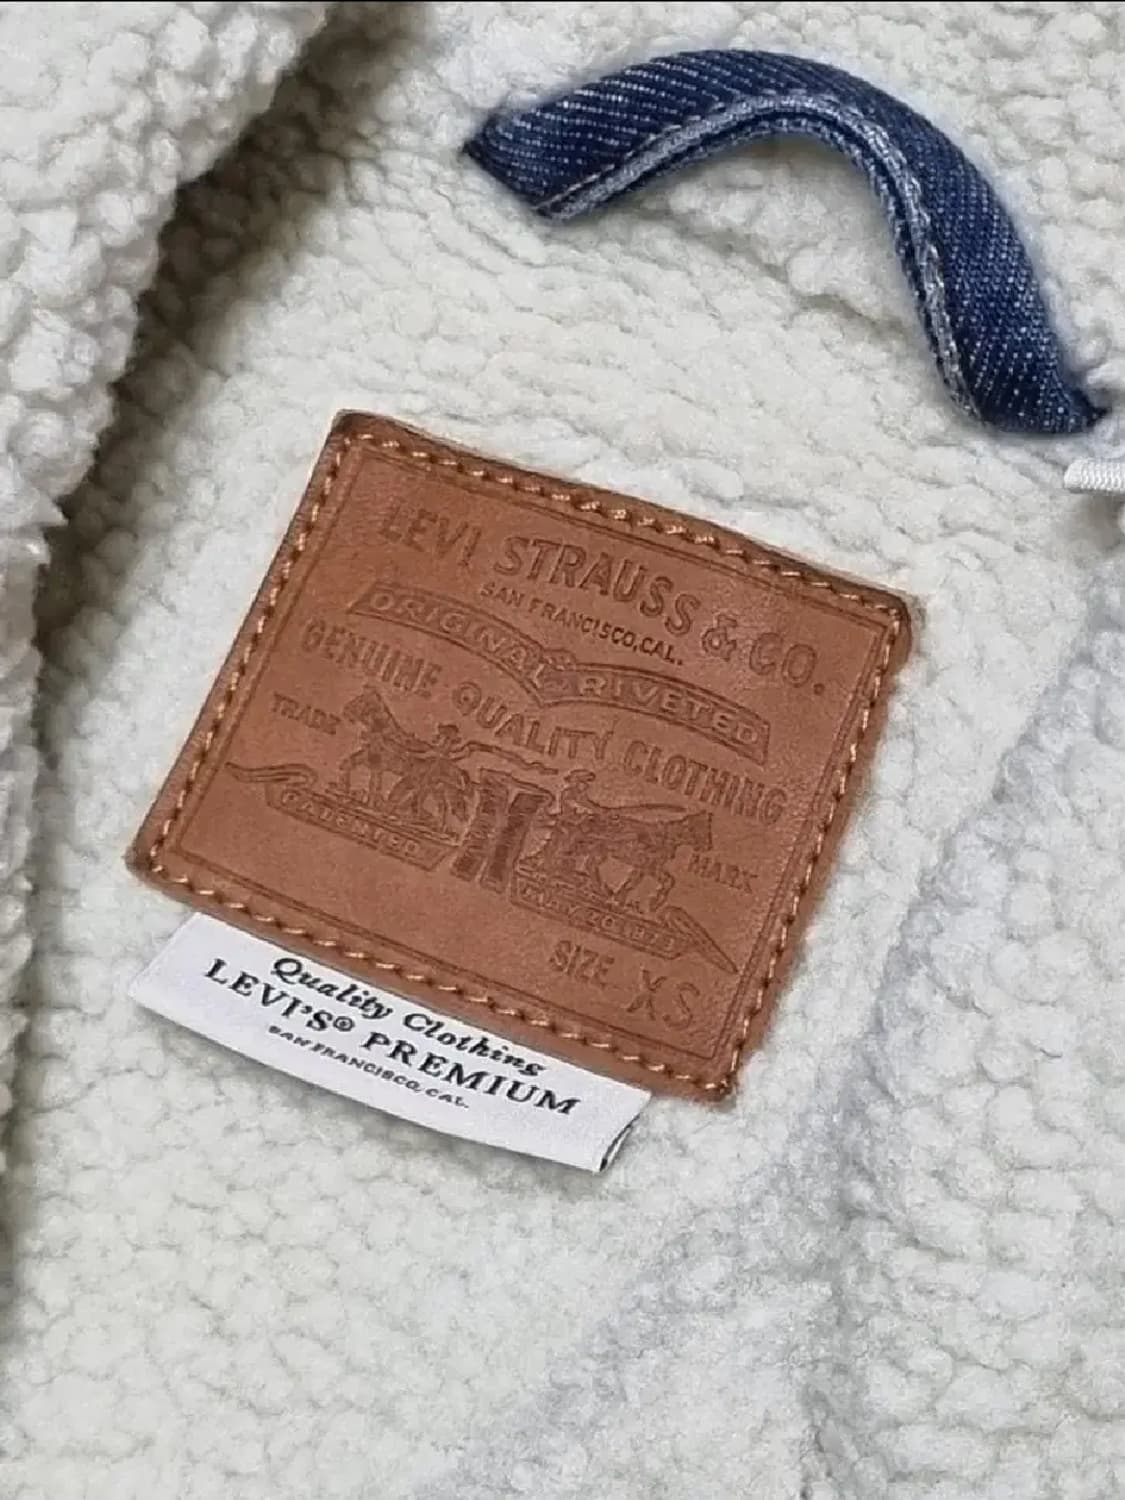 LEVI STRAUSS & CO.
SAN FRANCISCO, CAL.
ORIGINAL RIVETED
GENUINE QUALITY CLOTHING
TRADE MARK
SIZE XS
Quality Clothing
LEVI'S® PREMIUM
SAN FRANCISCO, CAL.